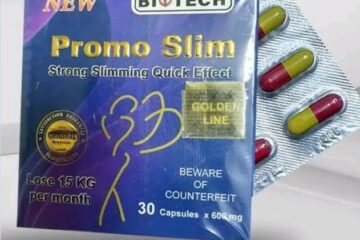 NEW
BIOTECH
Promo Slim
Strong Slimming Quick Effect
GOLDEN
LINE
Lose 15 KG
per month
BEWARE
OF
COUNTERFEIT
30 Capsules x 600 mg